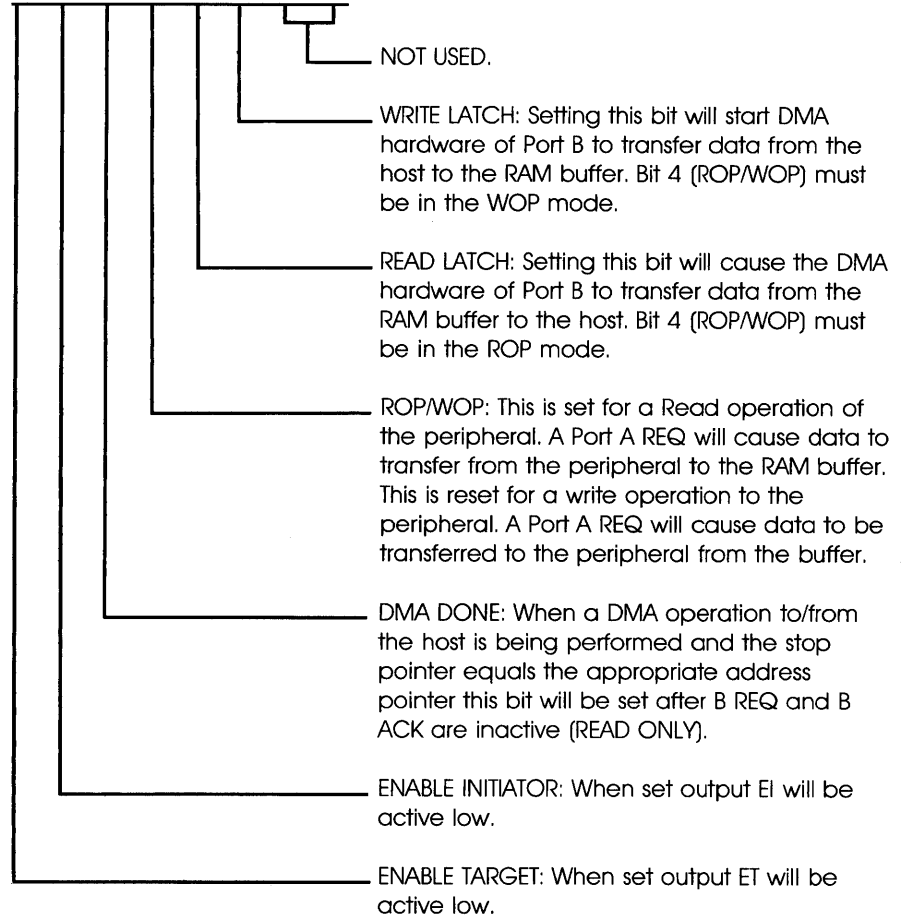 NOT USED.
WRITE LATCH: Setting this bit will start DMA
hardware of Port B to transfer data from the
host to the RAM buffer. Bit 4 (ROP/WOP) must
be in the WOP mode.
READ LATCH: Setting this bit will cause the DMA
hardware of Port B to transfer data from the
RAM buffer to the host. Bit 4 (ROP/WOP) must
be in the ROP mode.
ROP/WOP: This is set for a Read operation of
the peripheral. A Port A REQ will cause data to
transfer from the peripheral to the RAM buffer.
This is reset for a write operation to the
peripheral. A Port A REQ will cause data to be
transferred to the peripheral from the buffer.
DMA DONE: When a DMA operation to/from
the host is being performed and the stop
pointer equals the appropriate address
pointer this bit will be set after B REQ and B
ACK are inactive (READ ONLY).
ENABLE INITIATOR: When set output EI will be
active low.
ENABLE TARGET: When set output ET will be
active low.